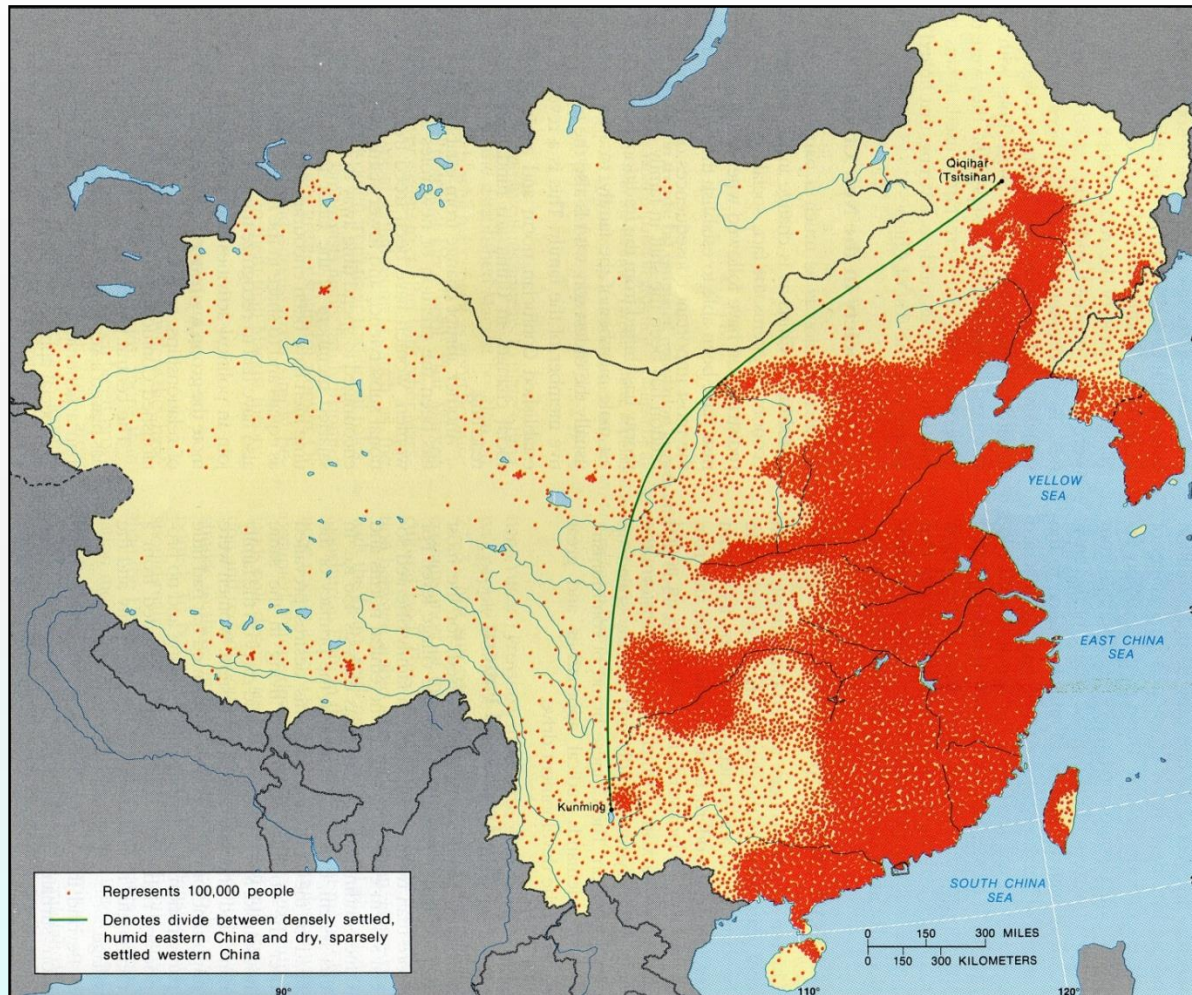 Qiqihar
(Tsitsihar)
YELLOW
SEA
EAST CHINA
SEA
Kunming
SOUTH CHINA
SEA
Represents 100,000 people
Denotes divide between densely settled,
humid eastern China and dry, sparsely
settled western China
0 150 300 MILES
0 150 300 KILOMETERS
90° 110° 120°